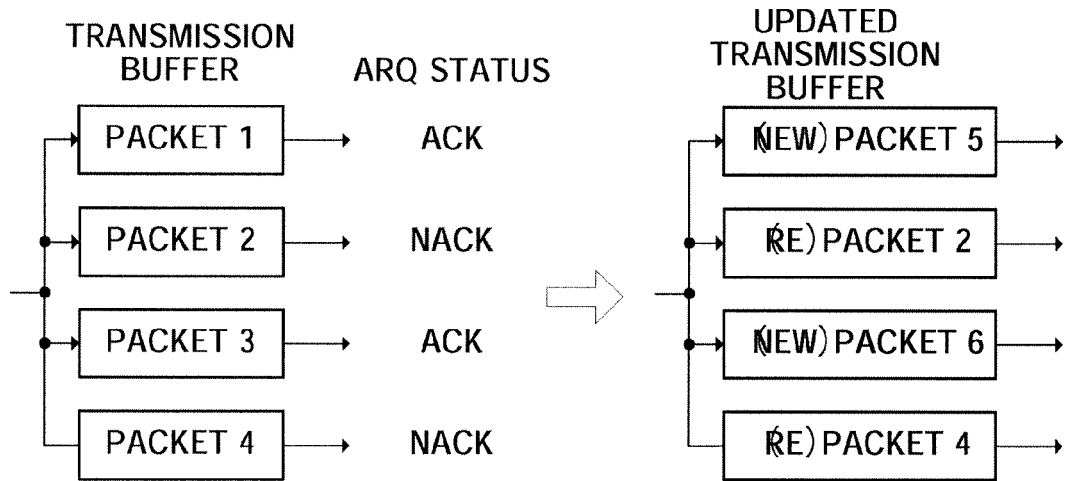 TRANSMISSION
BUFFER
ARQ STATUS
PACKET 1
ACK
PACKET 2
NACK
PACKET 3
ACK
PACKET 4
NACK
UPDATED
TRANSMISSION
BUFFER
(NEW) PACKET 5
(RE) PACKET 2
(NEW) PACKET 6
(RE) PACKET 4